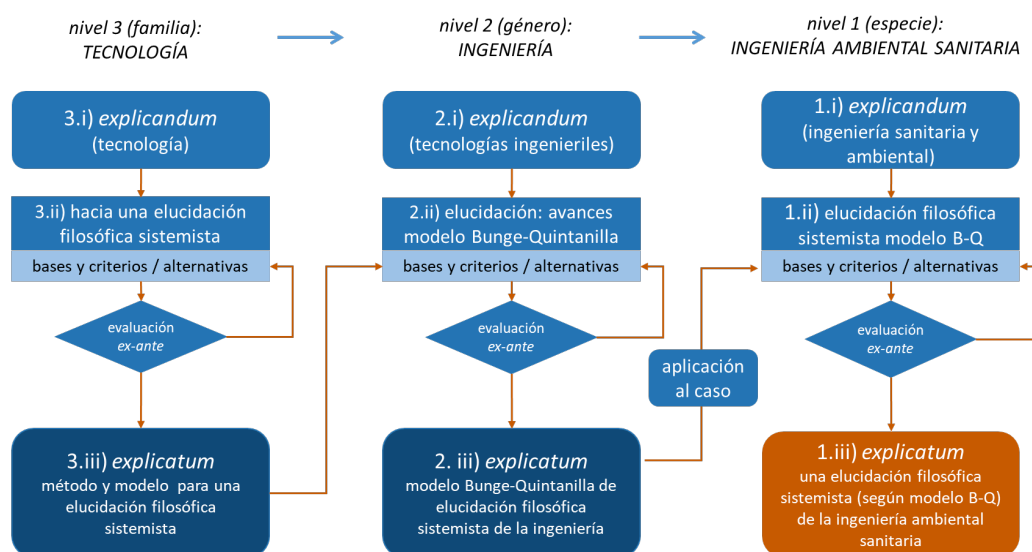 nivel 3 (familia):
TECNOLOGÍA
3.i) explicandum
(tecnología)
3.ii) hacia una elucidación
filosófica sistemista
bases y criterios / alternativas
evaluación
ex-ante
3.iii) explicatum
método y modelo para una
elucidación filosófica
sistemista
nivel 2 (género):
INGENIERÍA
2.i) explicandum
(tecnologías ingenieriles)
2.ii) elucidación: avances
modelo Bunge-Quintanilla
bases y criterios / alternativas
evaluación
ex-ante
2. iii) explicatum
modelo Bunge-Quintanilla de
elucidación filosófica
sistemista de la ingeniería
aplicación
al caso
nivel 1 (especie):
INGENIERÍA AMBIENTAL SANITARIA
1.i) explicandum
(ingeniería sanitaria y
ambiental)
1.ii) elucidación filosófica
sistemista modelo B-Q
bases y criterios / alternativas
evaluación
ex-ante
1.iii) explicatum
una elucidación filosófica
sistemista (según modelo B-Q)
de la ingeniería ambiental
sanitaria